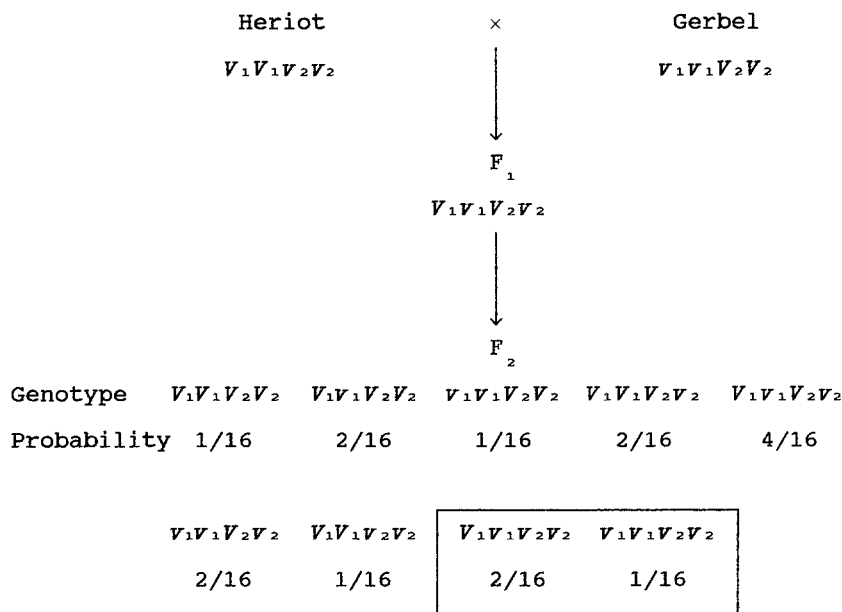 Heriot × Gerbel
V₁V₁v₂v₂ v₁v₁V₂V₂
F₁
V₁v₁V₂v₂
F₂
Genotype V₁V₁V₂V₂ V₁v₁V₂V₂ v₁v₁V₂V₂ V₁V₁V₂v₂ V₁v₁V₂v₂
Probability 1/16 2/16 1/16 2/16 4/16
v₁v₁V₂v₂ V₁V₁v₂v₂ V₁v₁v₂v₂ v₁v₁v₂v₂
2/16 1/16 2/16 1/16